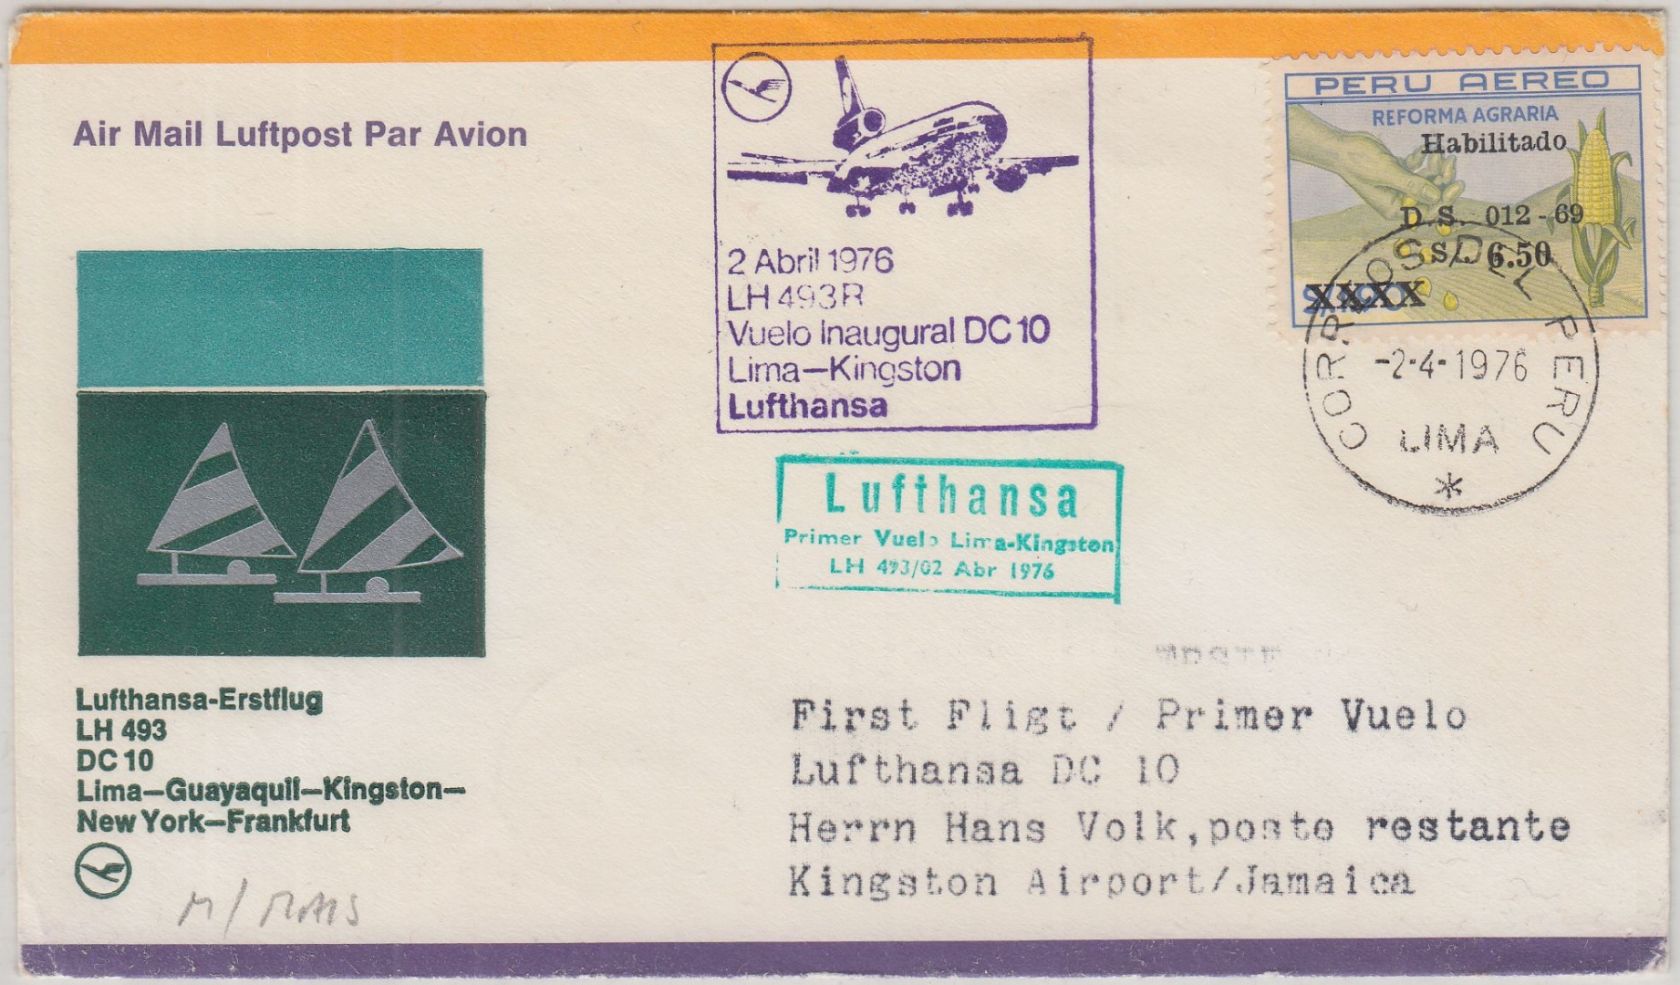 Air Mail Luftpost Par Avion
2 Abril 1976
LH 493R
Vuelo Inaugural DC 10
Lima—Kingston
Lufthansa
PERU AEREO
REFORMA AGRARIA
Habilitado
D. S. 012 - 69
S/. 6.50
XXXX
CORREOS DEL PERU
-2-4-1976
LIMA
*
Lufthansa
Primer Vuelo Lima-Kingston
LH 493/02 Abr 1976
Lufthansa-Erstflug
LH 493
DC 10
Lima—Guayaquil—Kingston—
New York—Frankfurt
First Fligt / Primer Vuelo
Lufthansa DC 10
Herrn Hans Volk,poste restante
Kingston Airport/Jamaica